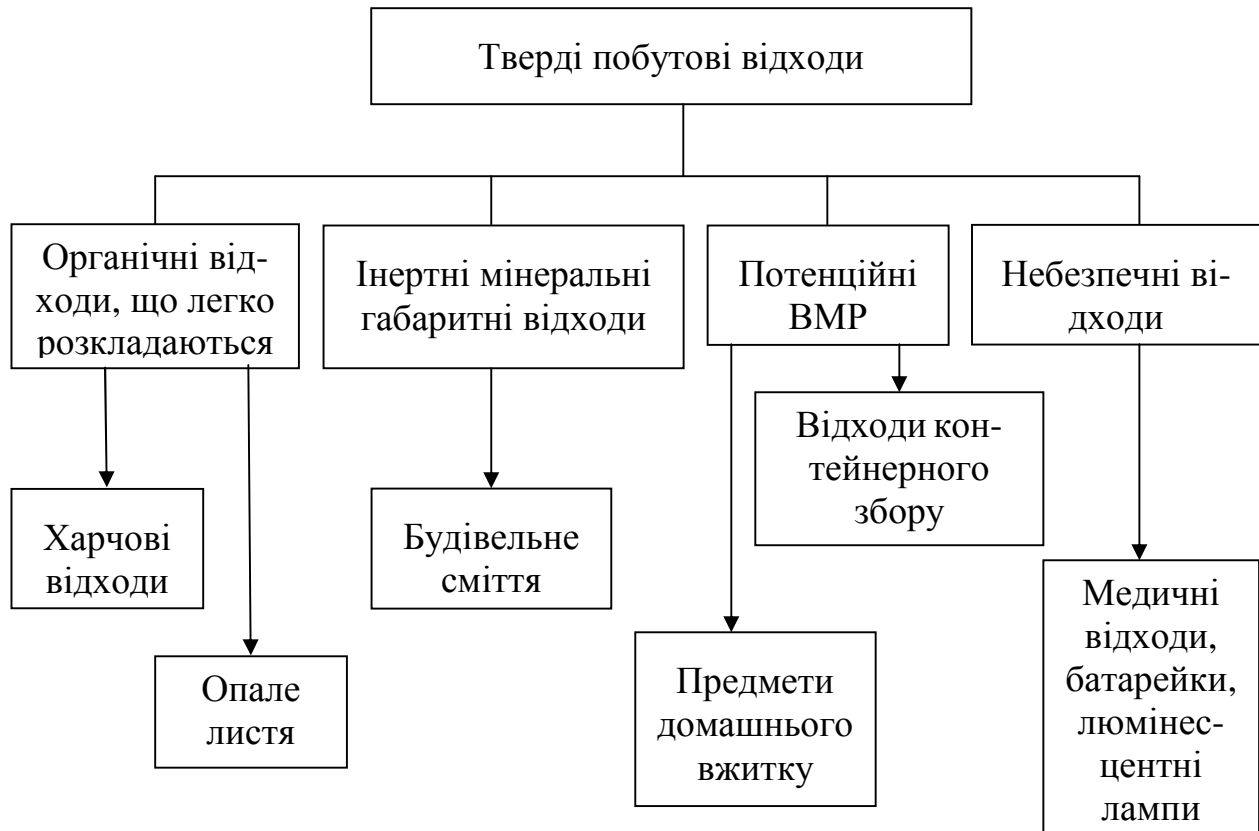 Тверді побутові відходи
Органічні від-
ходи, що легко
розкладаються
Інертні мінеральні
габаритні відходи
Потенційні
ВМР
Небезпечні ві-
дходи
Відходи кон-
тейнерного
збору
Харчові
відходи
Будівельне
сміття
Опале
листя
Предмети
домашнього
вжитку
Медичні
відходи,
батарейки,
люмінес-
центні
лампи